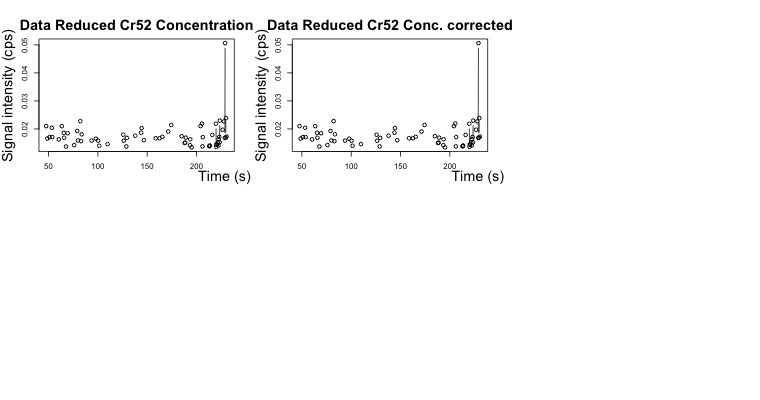 Data Reduced Cr52 Concentration
Signal intensity (cps)
0.05
0.04
0.03
0.02
50 100 150 200
Time (s)
Data Reduced Cr52 Conc. corrected
Signal intensity (cps)
0.05
0.04
0.03
0.02
50 100 150 200
Time (s)